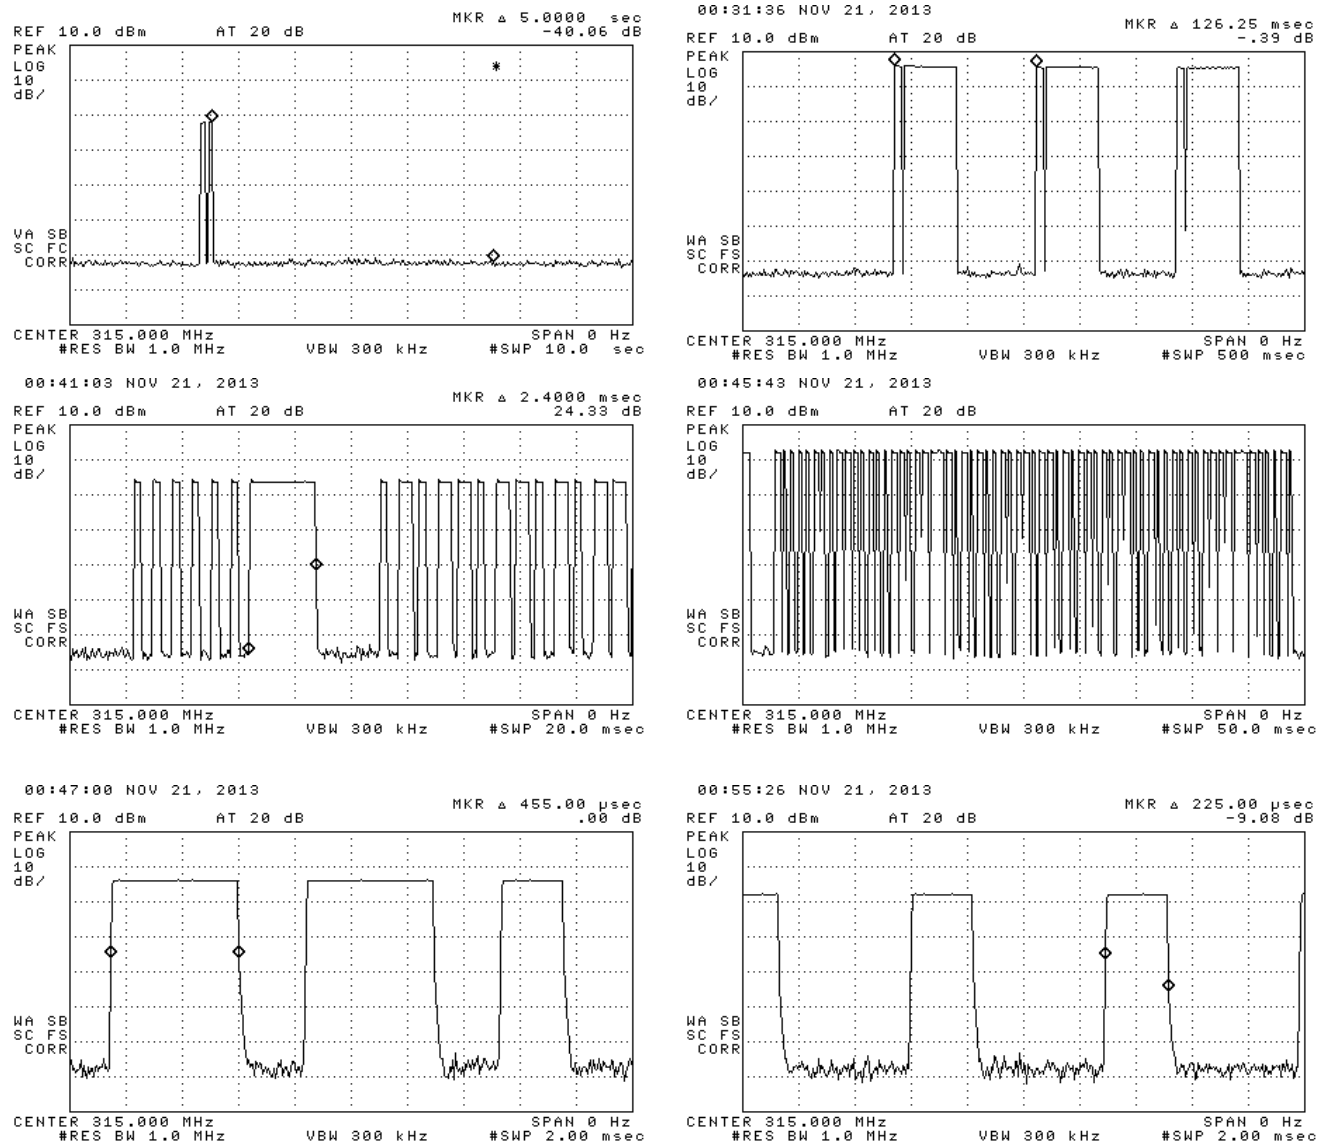 MKR Δ 5.0000 sec
REF 10.0 dBm AT 20 dB -40.06 dB
PEAK
LOG
10
dB/
*
VA SB
SC FC
CORR
CENTER 315.000 MHz SPAN 0 Hz
#RES BW 1.0 MHz VBW 300 kHz #SWP 10.0 sec
00:31:36 NOV 21, 2013
MKR Δ 126.25 msec
REF 10.0 dBm AT 20 dB -.39 dB
PEAK
LOG
10
dB/
WA SB
SC FS
CORR
CENTER 315.000 MHz SPAN 0 Hz
#RES BW 1.0 MHz VBW 300 kHz #SWP 500 msec
00:41:03 NOV 21, 2013
MKR Δ 2.4000 msec
REF 10.0 dBm AT 20 dB 24.33 dB
PEAK
LOG
10
dB/
WA SB
SC FS
CORR
CENTER 315.000 MHz SPAN 0 Hz
#RES BW 1.0 MHz VBW 300 kHz #SWP 20.0 msec
00:45:43 NOV 21, 2013
REF 10.0 dBm AT 20 dB
PEAK
LOG
10
dB/
WA SB
SC FS
CORR
CENTER 315.000 MHz SPAN 0 Hz
#RES BW 1.0 MHz VBW 300 kHz #SWP 50.0 msec
00:47:00 NOV 21, 2013
MKR Δ 455.00 μsec
REF 10.0 dBm AT 20 dB .00 dB
PEAK
LOG
10
dB/
WA SB
SC FS
CORR
CENTER 315.000 MHz SPAN 0 Hz
#RES BW 1.0 MHz VBW 300 kHz #SWP 2.00 msec
00:55:26 NOV 21, 2013
MKR Δ 225.00 μsec
REF 10.0 dBm AT 20 dB -9.08 dB
PEAK
LOG
10
dB/
WA SB
SC FS
CORR
CENTER 315.000 MHz SPAN 0 Hz
#RES BW 1.0 MHz VBW 300 kHz #SWP 2.00 msec